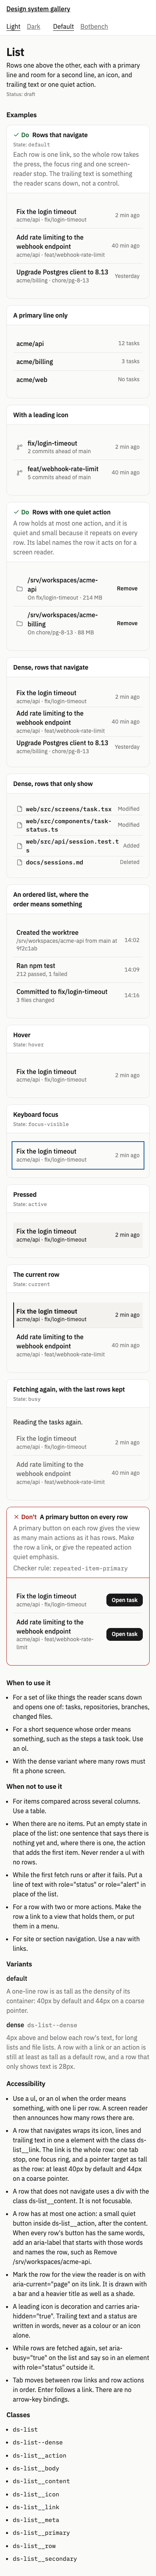 Design system gallery
Light Dark Default Botbench
List
Rows one above the other, each with a primary
line and room for a second line, an icon, and
trailing text or one quiet action.
Status: draft
Examples
✓ Do Rows that navigate
State: default
Each row is one link, so the whole row takes
the press, the focus ring and one screen-
reader stop. The trailing text is something
the reader scans down, not a control.
Fix the login timeout
acme/api · fix/login-timeout
2 min ago
Add rate limiting to the
webhook endpoint
acme/api · feat/webhook-rate-limit
40 min ago
Upgrade Postgres client to 8.13
acme/billing · chore/pg-8-13
Yesterday
A primary line only
acme/api
12 tasks
acme/billing
3 tasks
acme/web
No tasks
With a leading icon
fix/login-timeout
2 commits ahead of main
2 min ago
feat/webhook-rate-limit
5 commits ahead of main
40 min ago
✓ Do Rows with one quiet action
A row holds at most one action, and it is
quiet and small because it repeats on every
row. Its label names the row it acts on for a
screen reader.
/srv/workspaces/acme-
api
On fix/login-timeout · 214 MB
Remove
/srv/workspaces/acme-
billing
On chore/pg-8-13 · 88 MB
Remove
Dense, rows that navigate
Fix the login timeout
acme/api · fix/login-timeout
2 min ago
Add rate limiting to the
webhook endpoint
acme/api · feat/webhook-rate-limit
40 min ago
Upgrade Postgres client to 8.13
acme/billing · chore/pg-8-13
Yesterday
Dense, rows that only show
web/src/screens/task.tsx
Modified
web/src/components/task-
status.ts
Modified
web/src/api/session.test.t
s
Added
docs/sessions.md
Deleted
An ordered list, where the
order means something
Created the worktree
/srv/workspaces/acme-api from main at
9f2c1ab
14:02
Ran npm test
212 passed, 1 failed
14:09
Committed to fix/login-timeout
3 files changed
14:16
Hover
State: hover
Fix the login timeout
acme/api · fix/login-timeout
2 min ago
Keyboard focus
State: focus-visible
Fix the login timeout
acme/api · fix/login-timeout
2 min ago
Pressed
State: active
Fix the login timeout
acme/api · fix/login-timeout
2 min ago
The current row
State: current
Fix the login timeout
acme/api · fix/login-timeout
2 min ago
Add rate limiting to the
webhook endpoint
acme/api · feat/webhook-rate-limit
40 min ago
Fetching again, with the last rows kept
State: busy
Reading the tasks again.
Fix the login timeout
acme/api · fix/login-timeout
2 min ago
Add rate limiting to the
webhook endpoint
acme/api · feat/webhook-rate-limit
40 min ago
✕ Don't A primary button on every row
A primary button on each row gives the view
as many main actions as it has rows. Make
the row a link, or give the repeated action
quiet emphasis.
Checker rule: repeated-item-primary
Fix the login timeout
acme/api · fix/login-timeout
Open task
Add rate limiting to the
webhook endpoint
acme/api · feat/webhook-rate-
limit
Open task
When to use it
• For a set of like things the reader scans down
and opens one of: tasks, repositories, branches,
changed files.
• For a short sequence whose order means
something, such as the steps a task took. Use
an ol.
• With the dense variant where many rows must
fit a phone screen.
When not to use it
• For items compared across several columns.
Use a table.
• When there are no items. Put an empty state in
place of the list: one sentence that says there is
nothing yet and, where there is one, the action
that adds the first item. Never render a ul with
no rows.
• While the first fetch runs or after it fails. Put a
line of text with role="status" or role="alert" in
place of the list.
• For a row with two or more actions. Make the
row a link to a view that holds them, or put
them in a menu.
• For site or section navigation. Use a nav with
links.
Variants
default
A one-line row is as tall as the density of its
container: 40px by default and 44px on a coarse
pointer.
dense ds-list--dense
4px above and below each row's text, for long
lists and file lists. A row with a link or an action is
still at least as tall as a default row, and a row that
only shows text is 28px.
Accessibility
• Use a ul, or an ol when the order means
something, with one li per row. A screen reader
then announces how many rows there are.
• A row that navigates wraps its icon, lines and
trailing text in one a element with the class ds-
list__link. The link is the whole row: one tab
stop, one focus ring, and a pointer target as tall
as the row: at least 40px by default and 44px
on a coarse pointer.
• A row that does not navigate uses a div with the
class ds-list__content. It is not focusable.
• A row has at most one action: a small quiet
button inside ds-list__action, after the content.
When every row's button has the same words,
add an aria-label that starts with those words
and names the row, such as Remove
/srv/workspaces/acme-api.
• Mark the row for the view the reader is on with
aria-current="page" on its link. It is drawn with
a bar and a heavier title as well as a shade.
• A leading icon is decoration and carries aria-
hidden="true". Trailing text and a status are
written in words, never as a colour or an icon
alone.
• While rows are fetched again, set aria-
busy="true" on the list and say so in an element
with role="status" outside it.
• Tab moves between row links and row actions
in order. Enter follows a link. There are no
arrow-key bindings.
Classes
• ds-list
• ds-list--dense
• ds-list__action
• ds-list__body
• ds-list__content
• ds-list__icon
• ds-list__link
• ds-list__meta
• ds-list__primary
• ds-list__row
• ds-list__secondary